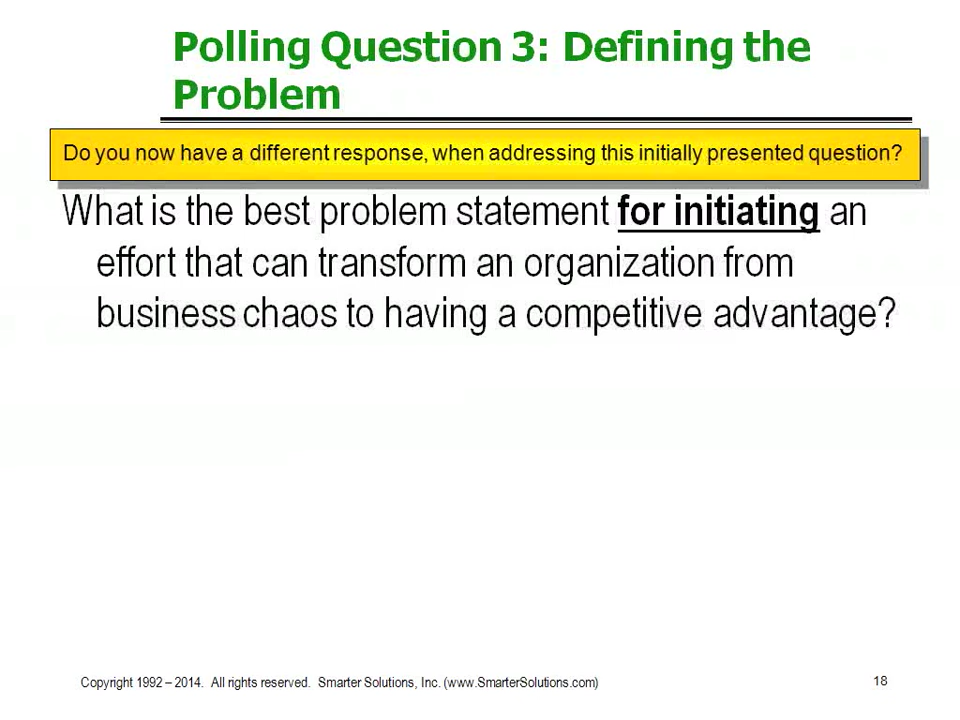 Polling Question 3: Defining the
Problem
Do you now have a different response, when addressing this initially presented question?
What is the best problem statement for initiating an
effort that can transform an organization from
business chaos to having a competitive advantage?
Copyright 1992 – 2014. All rights reserved. Smarter Solutions, Inc. (www.SmarterSolutions.com)
18